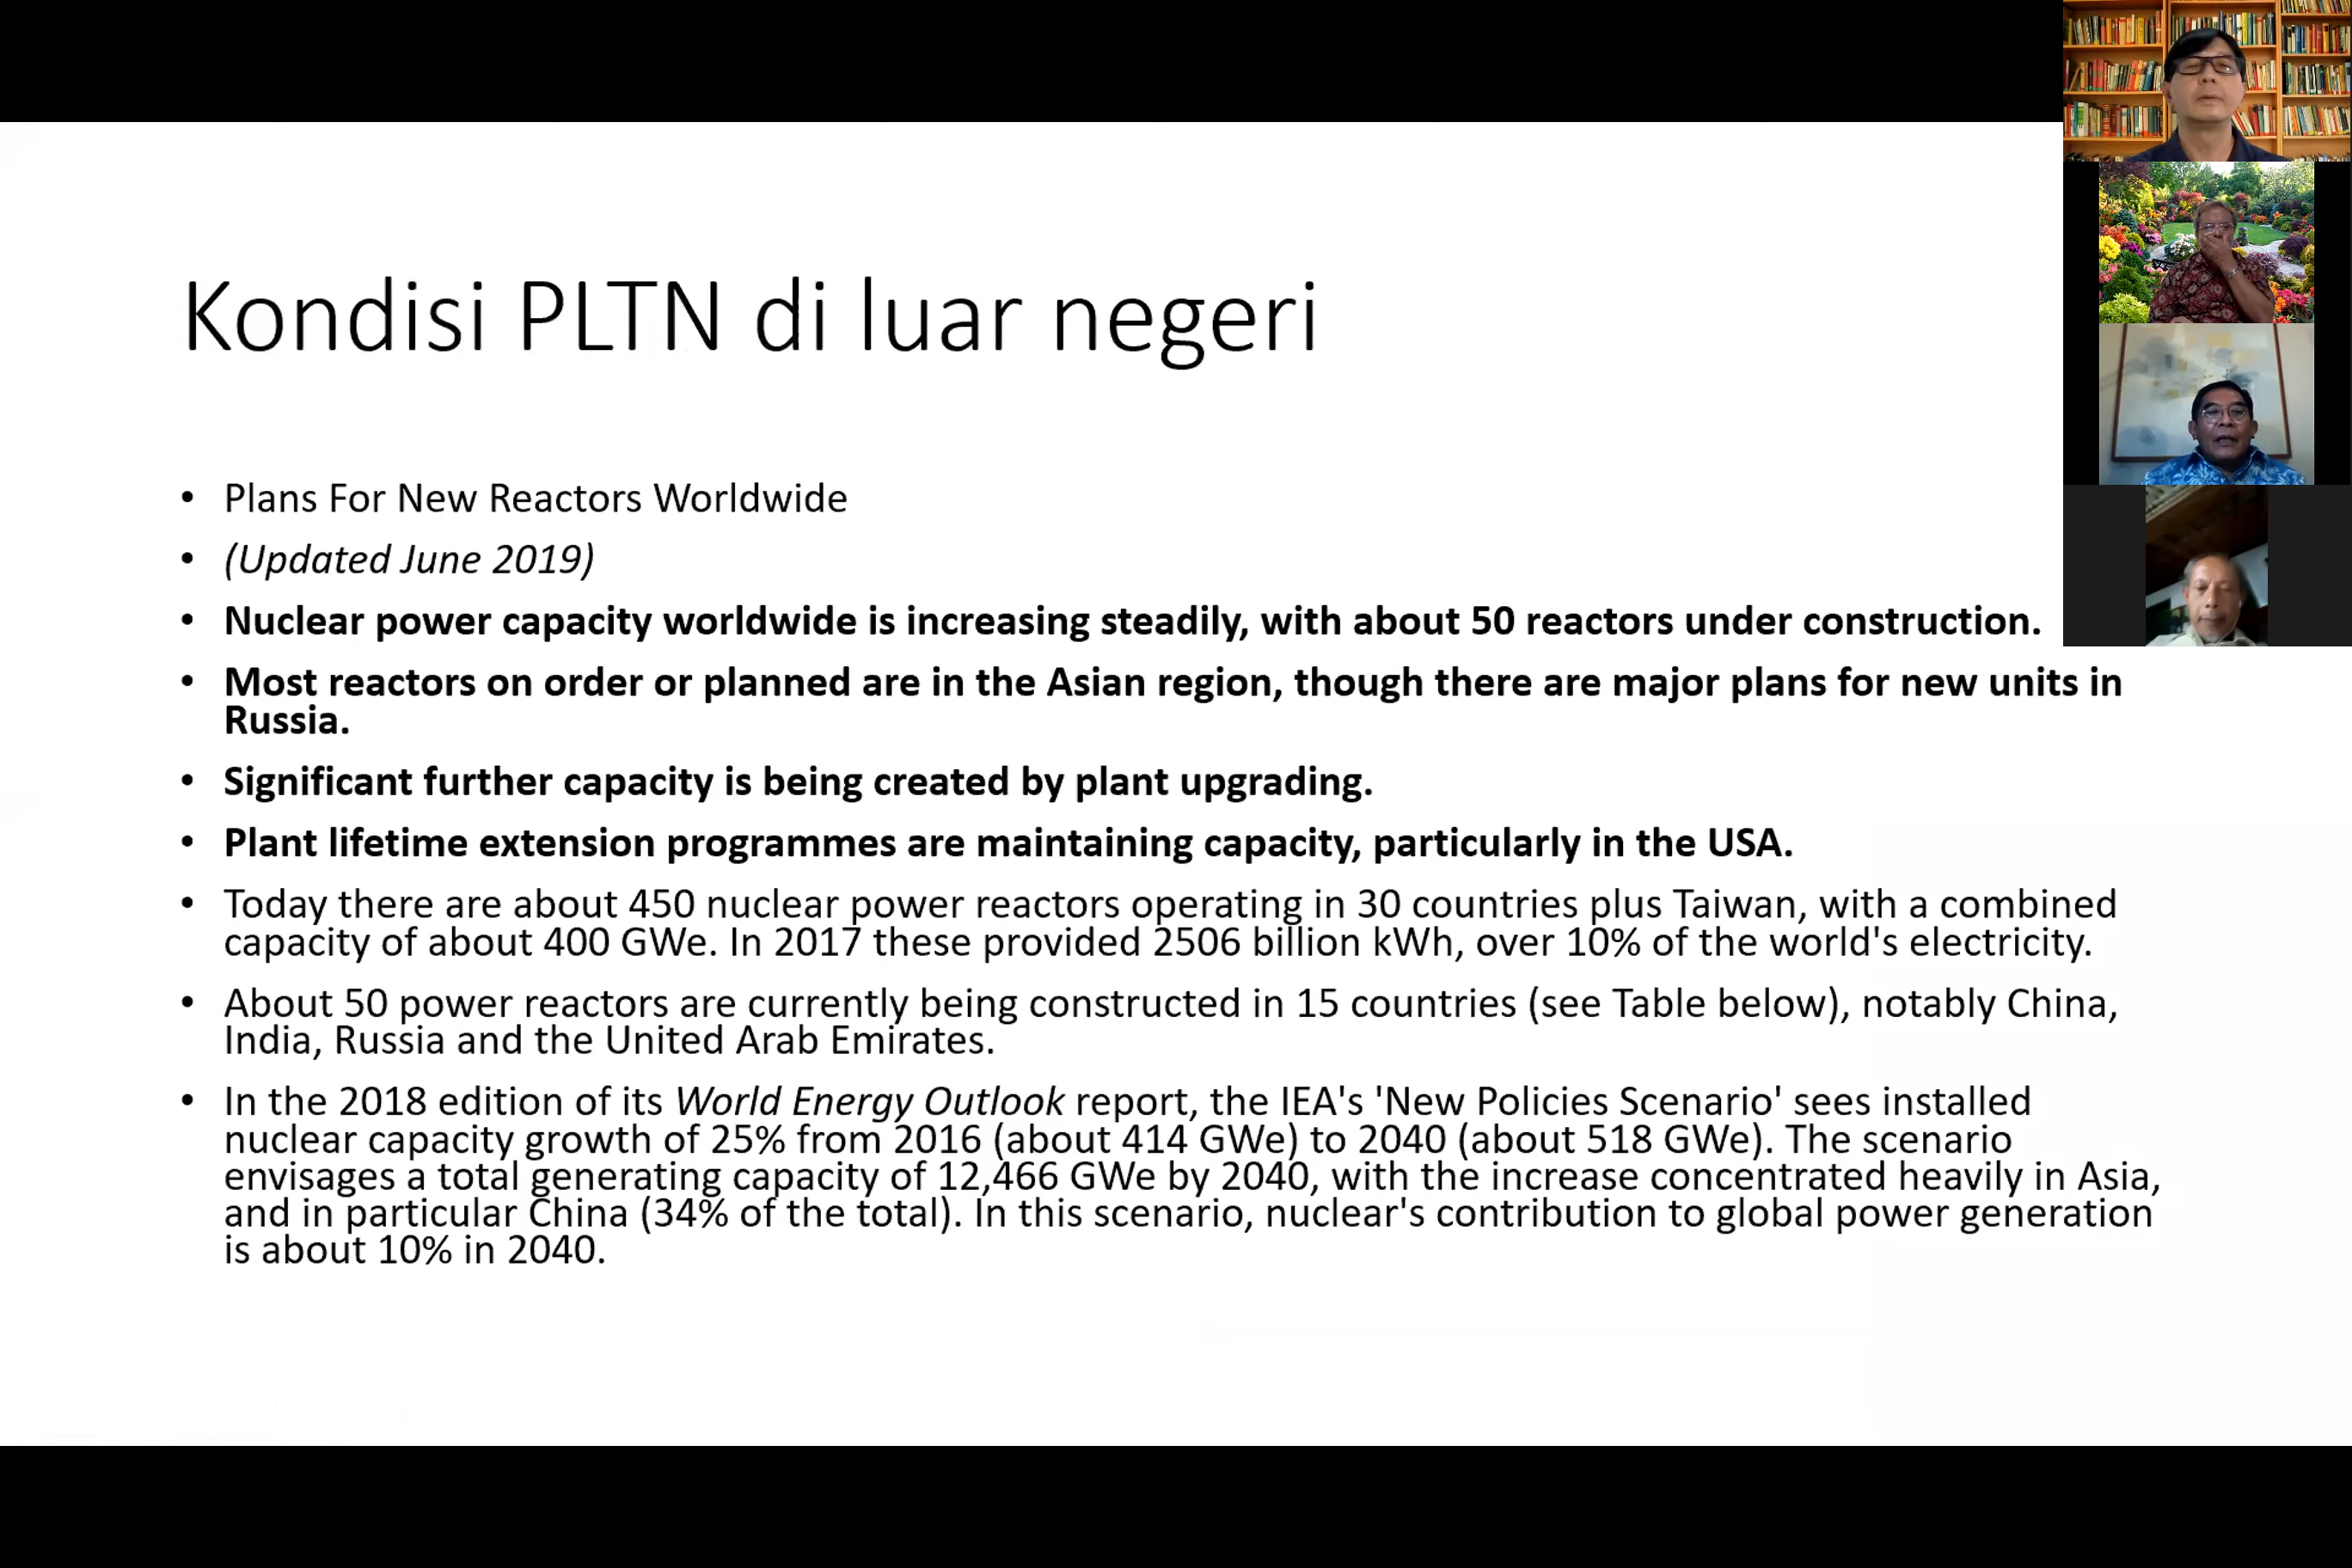 Kondisi PLTN di luar negeri
• Plans For New Reactors Worldwide
• (Updated June 2019)
• Nuclear power capacity worldwide is increasing steadily, with about 50 reactors under construction.
• Most reactors on order or planned are in the Asian region, though there are major plans for new units in
Russia.
• Significant further capacity is being created by plant upgrading.
• Plant lifetime extension programmes are maintaining capacity, particularly in the USA.
• Today there are about 450 nuclear power reactors operating in 30 countries plus Taiwan, with a combined
capacity of about 400 GWe. In 2017 these provided 2506 billion kWh, over 10% of the world's electricity.
• About 50 power reactors are currently being constructed in 15 countries (see Table below), notably China,
India, Russia and the United Arab Emirates.
• In the 2018 edition of its World Energy Outlook report, the IEA's 'New Policies Scenario' sees installed
nuclear capacity growth of 25% from 2016 (about 414 GWe) to 2040 (about 518 GWe). The scenario
envisages a total generating capacity of 12,466 GWe by 2040, with the increase concentrated heavily in Asia,
and in particular China (34% of the total). In this scenario, nuclear's contribution to global power generation
is about 10% in 2040.